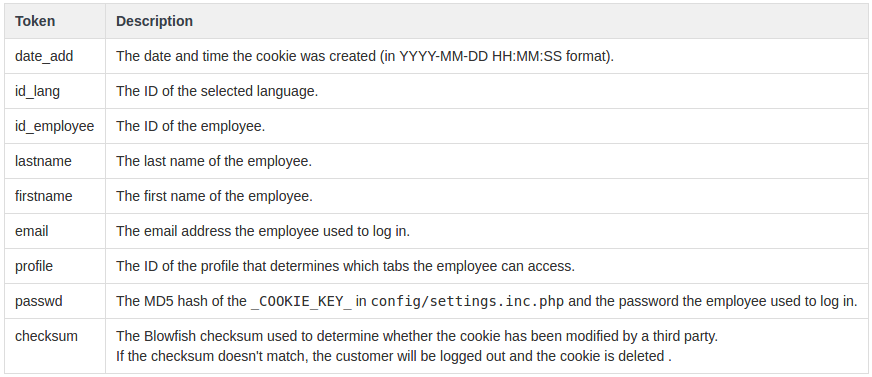 Token Description
date_add The date and time the cookie was created (in YYYY-MM-DD HH:MM:SS format).
id_lang The ID of the selected language.
id_employee The ID of the employee.
lastname The last name of the employee.
firstname The first name of the employee.
email The email address the employee used to log in.
profile The ID of the profile that determines which tabs the employee can access.
passwd The MD5 hash of the _COOKIE_KEY_ in config/settings.inc.php and the password the employee used to log in.
checksum The Blowfish checksum used to determine whether the cookie has been modified by a third party.
If the checksum doesn't match, the customer will be logged out and the cookie is deleted .